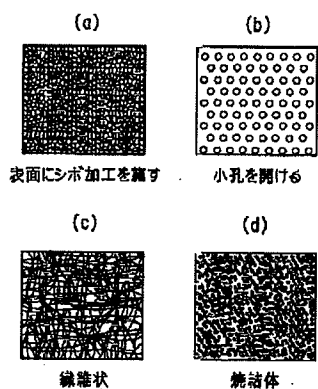 (a)
(b)
表面にシボ加工を施す
小孔を開ける
(c)
(d)
繊維状
焼結体